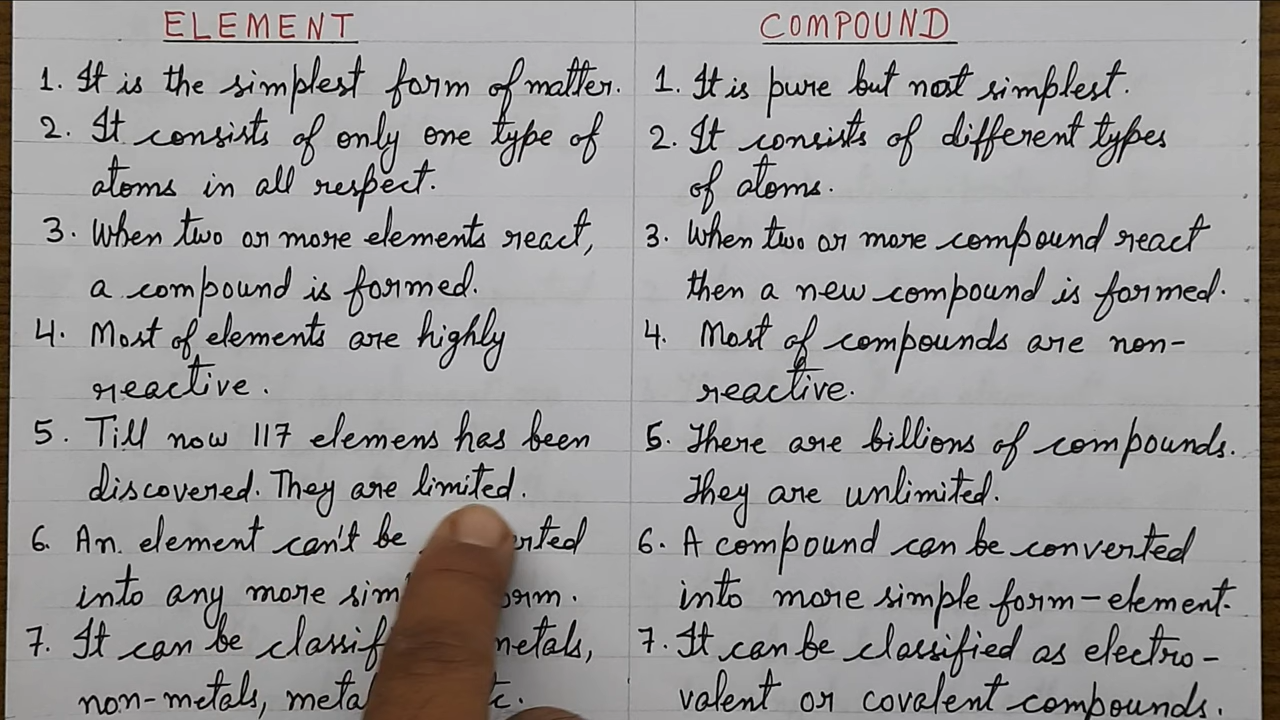 ELEMENT
1. It is the simplest form of matter.
2. It consists of only one type of
atoms in all respect.
3. When two or more elements react,
a compound is formed.
4. Most of elements are highly
reactive.
5. Till now 117 elemens has been
discovered. They are limited.
6. An element can't be
into any more
7. It can be
non-metals,
COMPOUND
1. It is pure but not simplest.
2. It consists of different types
of atoms.
3. When two or more compound react
then a new compound is formed.
4. Most of compounds are non-
reactive.
5. There are billions of compounds.
They are unlimited.
6. A compound can be converted
into more simple form-element.
7. It can be classified as electro-
valent or covalent compounds.